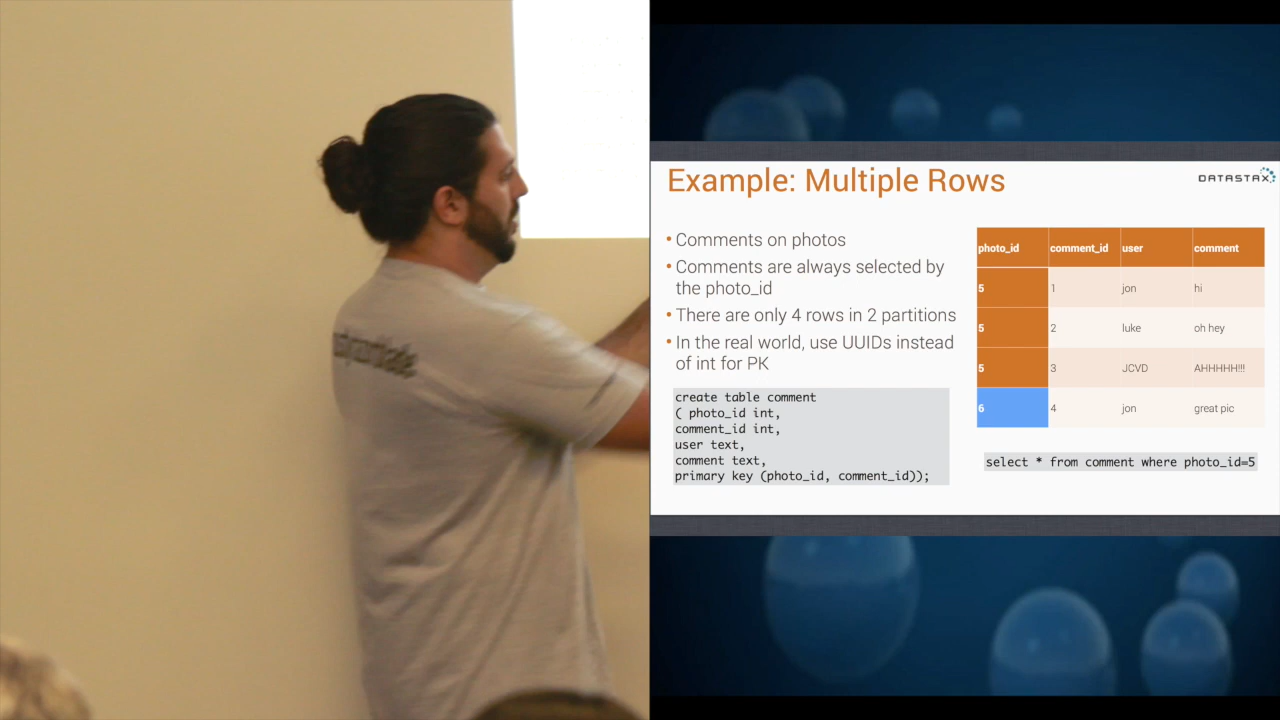 Example: Multiple Rows
DATASTAX
• Comments on photos
• Comments are always selected by
the photo_id
• There are only 4 rows in 2 partitions
• In the real world, use UUIDs instead
of int for PK
create table comment
( photo_id int,
comment_id int,
user text,
comment text,
primary key (photo_id, comment_id));
photo_id comment_id user comment
5 1 jon hi
5 2 luke oh hey
5 3 JCVD AHHHHH!!!
6 4 jon great pic
select * from comment where photo_id=5